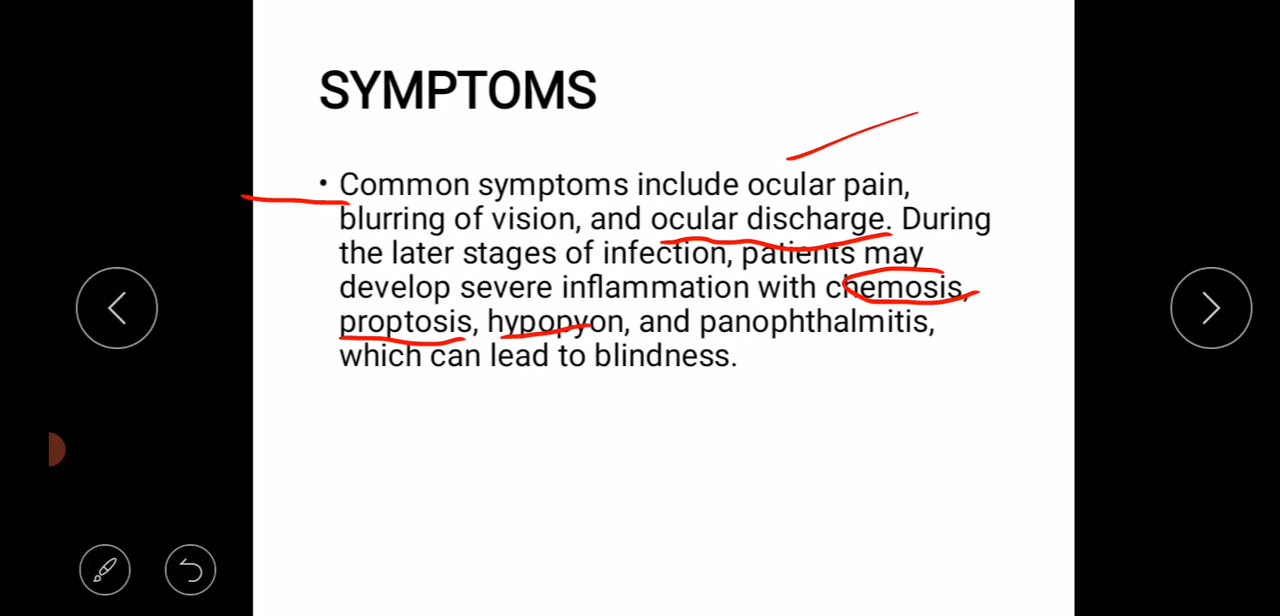 SYMPTOMS
• Common symptoms include ocular pain,
blurring of vision, and ocular discharge. During
the later stages of infection, patients may
develop severe inflammation with chemosis,
proptosis, hypopyon, and panophthalmitis,
which can lead to blindness.